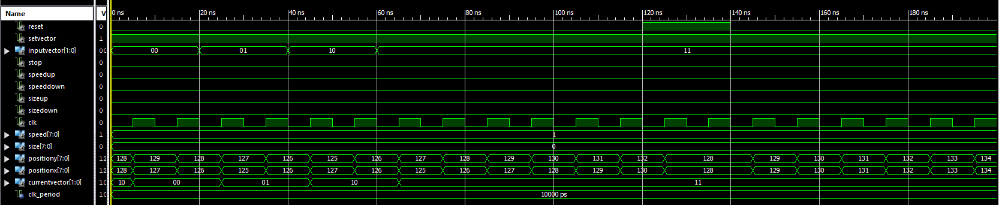 Name V 0 ns 20 ns 40 ns 60 ns 80 ns 100 ns 120 ns 140 ns 160 ns 180 ns
reset 0
setvector 1
inputvector[1:0] 00 00 01 10 11
stop 0
speedup 0
speeddown 0
sizeup 0
sizedown 0
clk 0
speed[7:0] 1 1
size[7:0] 0 0
positiony[7:0] 12 128 129 128 127 126 125 126 127 128 129 130 131 132 128 129 130 131 132 133 134
positionx[7:0] 12 128 127 126 125 126 127 126 125 126 127 128 129 130 128 129 130 131 132 133 134
currentvector[1:0] 10 10 00 01 10 11
clk_period 10 10000 ps